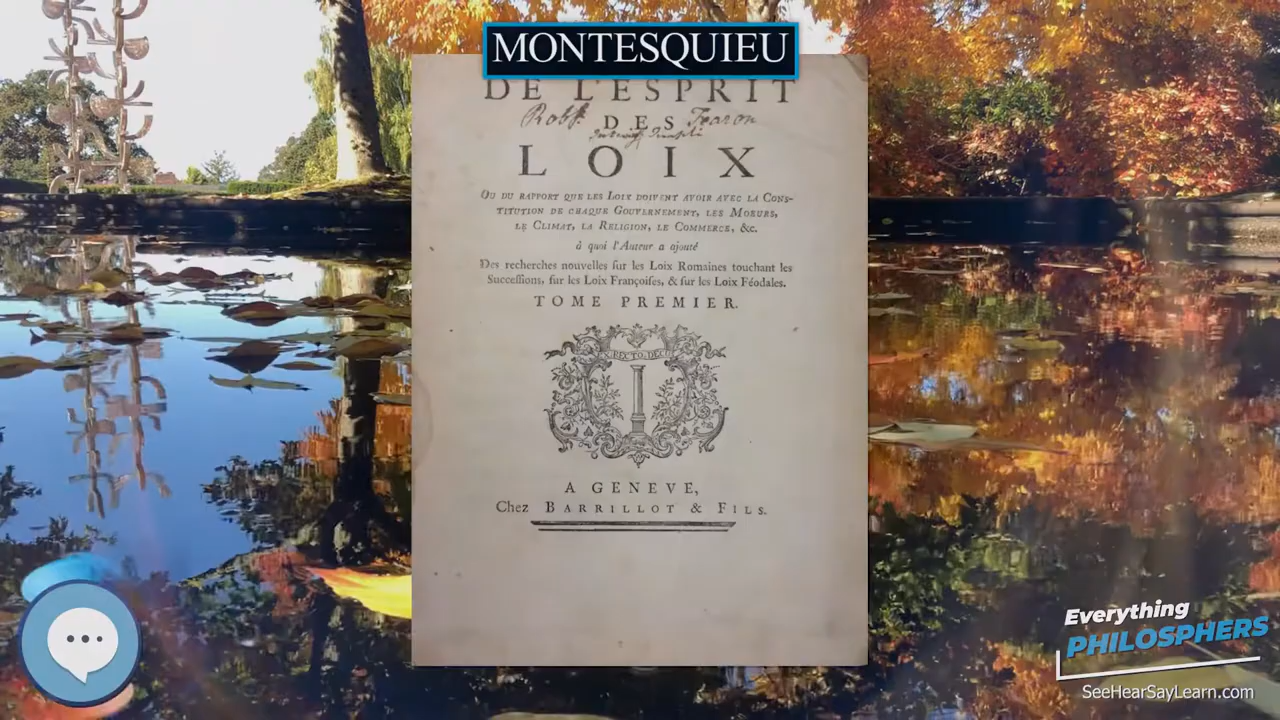 MONTESQUIEU
DE L'ESPRIT
DES
LOIX
OU DU RAPPORT QUE LES LOIX DOIVENT AVOIR AVEC LA CONS-
TITUTION DE CHAQUE GOUVERNEMENT, LES MOEURS,
LE CLIMAT, LA RELIGION, LE COMMERCE, &c.
à quoi l'Auteur a ajouté
Des recherches nouvelles ſur les Loix Romaines touchant les
Succeſſions, ſur les Loix Françoiſes, & ſur les Loix Féodales.
TOME PREMIER.
A GENEVE,
Chez BARRILLOT & FILS.
Everything
PHILOSPHERS
SeeHearSayLearn.com